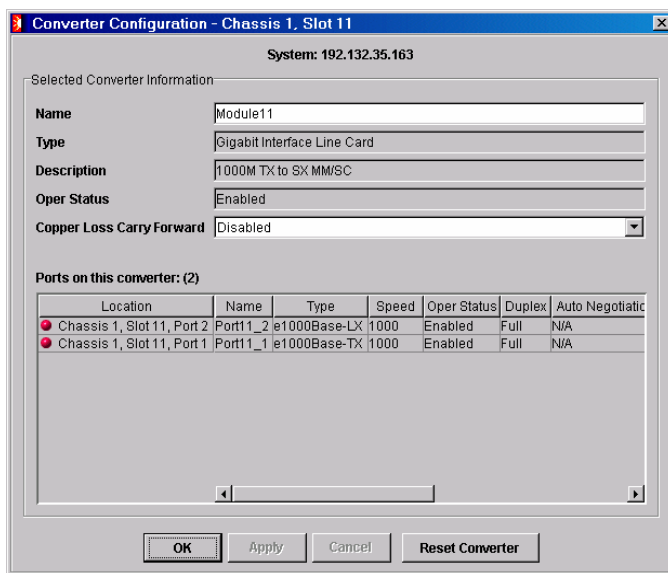 Converter Configuration - Chassis 1, Slot 11
System: 192.132.35.163
Selected Converter Information
Name Module11
Type Gigabit Interface Line Card
Description 1000M TX to SX MM/SC
Oper Status Enabled
Copper Loss Carry Forward Disabled
Ports on this converter: (2)
Location Name Type Speed Oper Status Duplex Auto Negotiatic
Chassis 1, Slot 11, Port 2 Port11_2 e1000Base-LX 1000 Enabled Full N/A
Chassis 1, Slot 11, Port 1 Port11_1 e1000Base-TX 1000 Enabled Full N/A
OK Apply Cancel Reset Converter